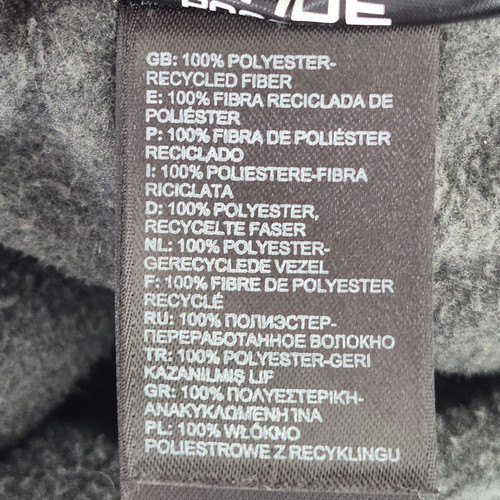 GB: 100% POLYESTER-
RECYCLED FIBER
E: 100% FIBRA RECICLADA DE
POLIÉSTER
P: 100% FIBRA DE POLIÉSTER
RECICLADO
I: 100% POLIESTERE-FIBRA
RICICLATA
D: 100% POLYESTER,
RECYCELTE FASER
NL: 100% POLYESTER-
GERECYCLEDE VEZEL
F: 100% FIBRE DE POLYESTER
RECYCLÉ
RU: 100% ПОЛИЭСТЕР-
ПЕРЕРАБОТАННОЕ ВОЛОКНО
TR: 100% POLYESTER-GERI
KAZANILMIŞ LIF
GR: 100% ΠΟΛΥΕΣΤΕΡΙΚΗ-
ΑΝΑΚΥΚΛΩΜΕΝΗ ΊΝΑ
PL: 100% WŁÓKNO
POLIESTROWE Z RECYKLINGU